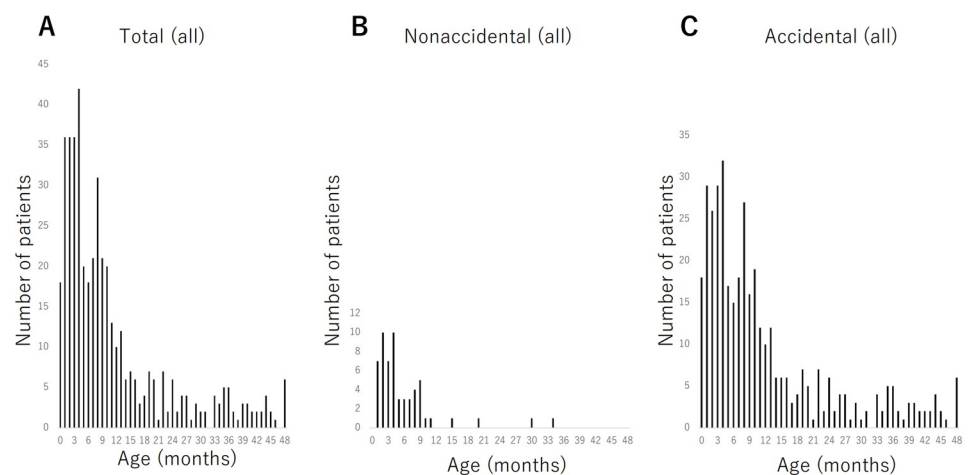 A
Total (all)
45
40
35
30
25
20
15
10
5
0
Number of patients
0 3 6 9 12 15 18 21 24 27 30 33 36 39 42 45 48
Age (months)
B
Nonaccidental (all)
12
10
8
6
4
2
0
Number of patients
0 3 6 9 12 15 18 21 24 27 30 33 36 39 42 45 48
Age (months)
C
Accidental (all)
35
30
25
20
15
10
5
0
Number of patients
0 3 6 9 12 15 18 21 24 27 30 33 36 39 42 45 48
Age (months)